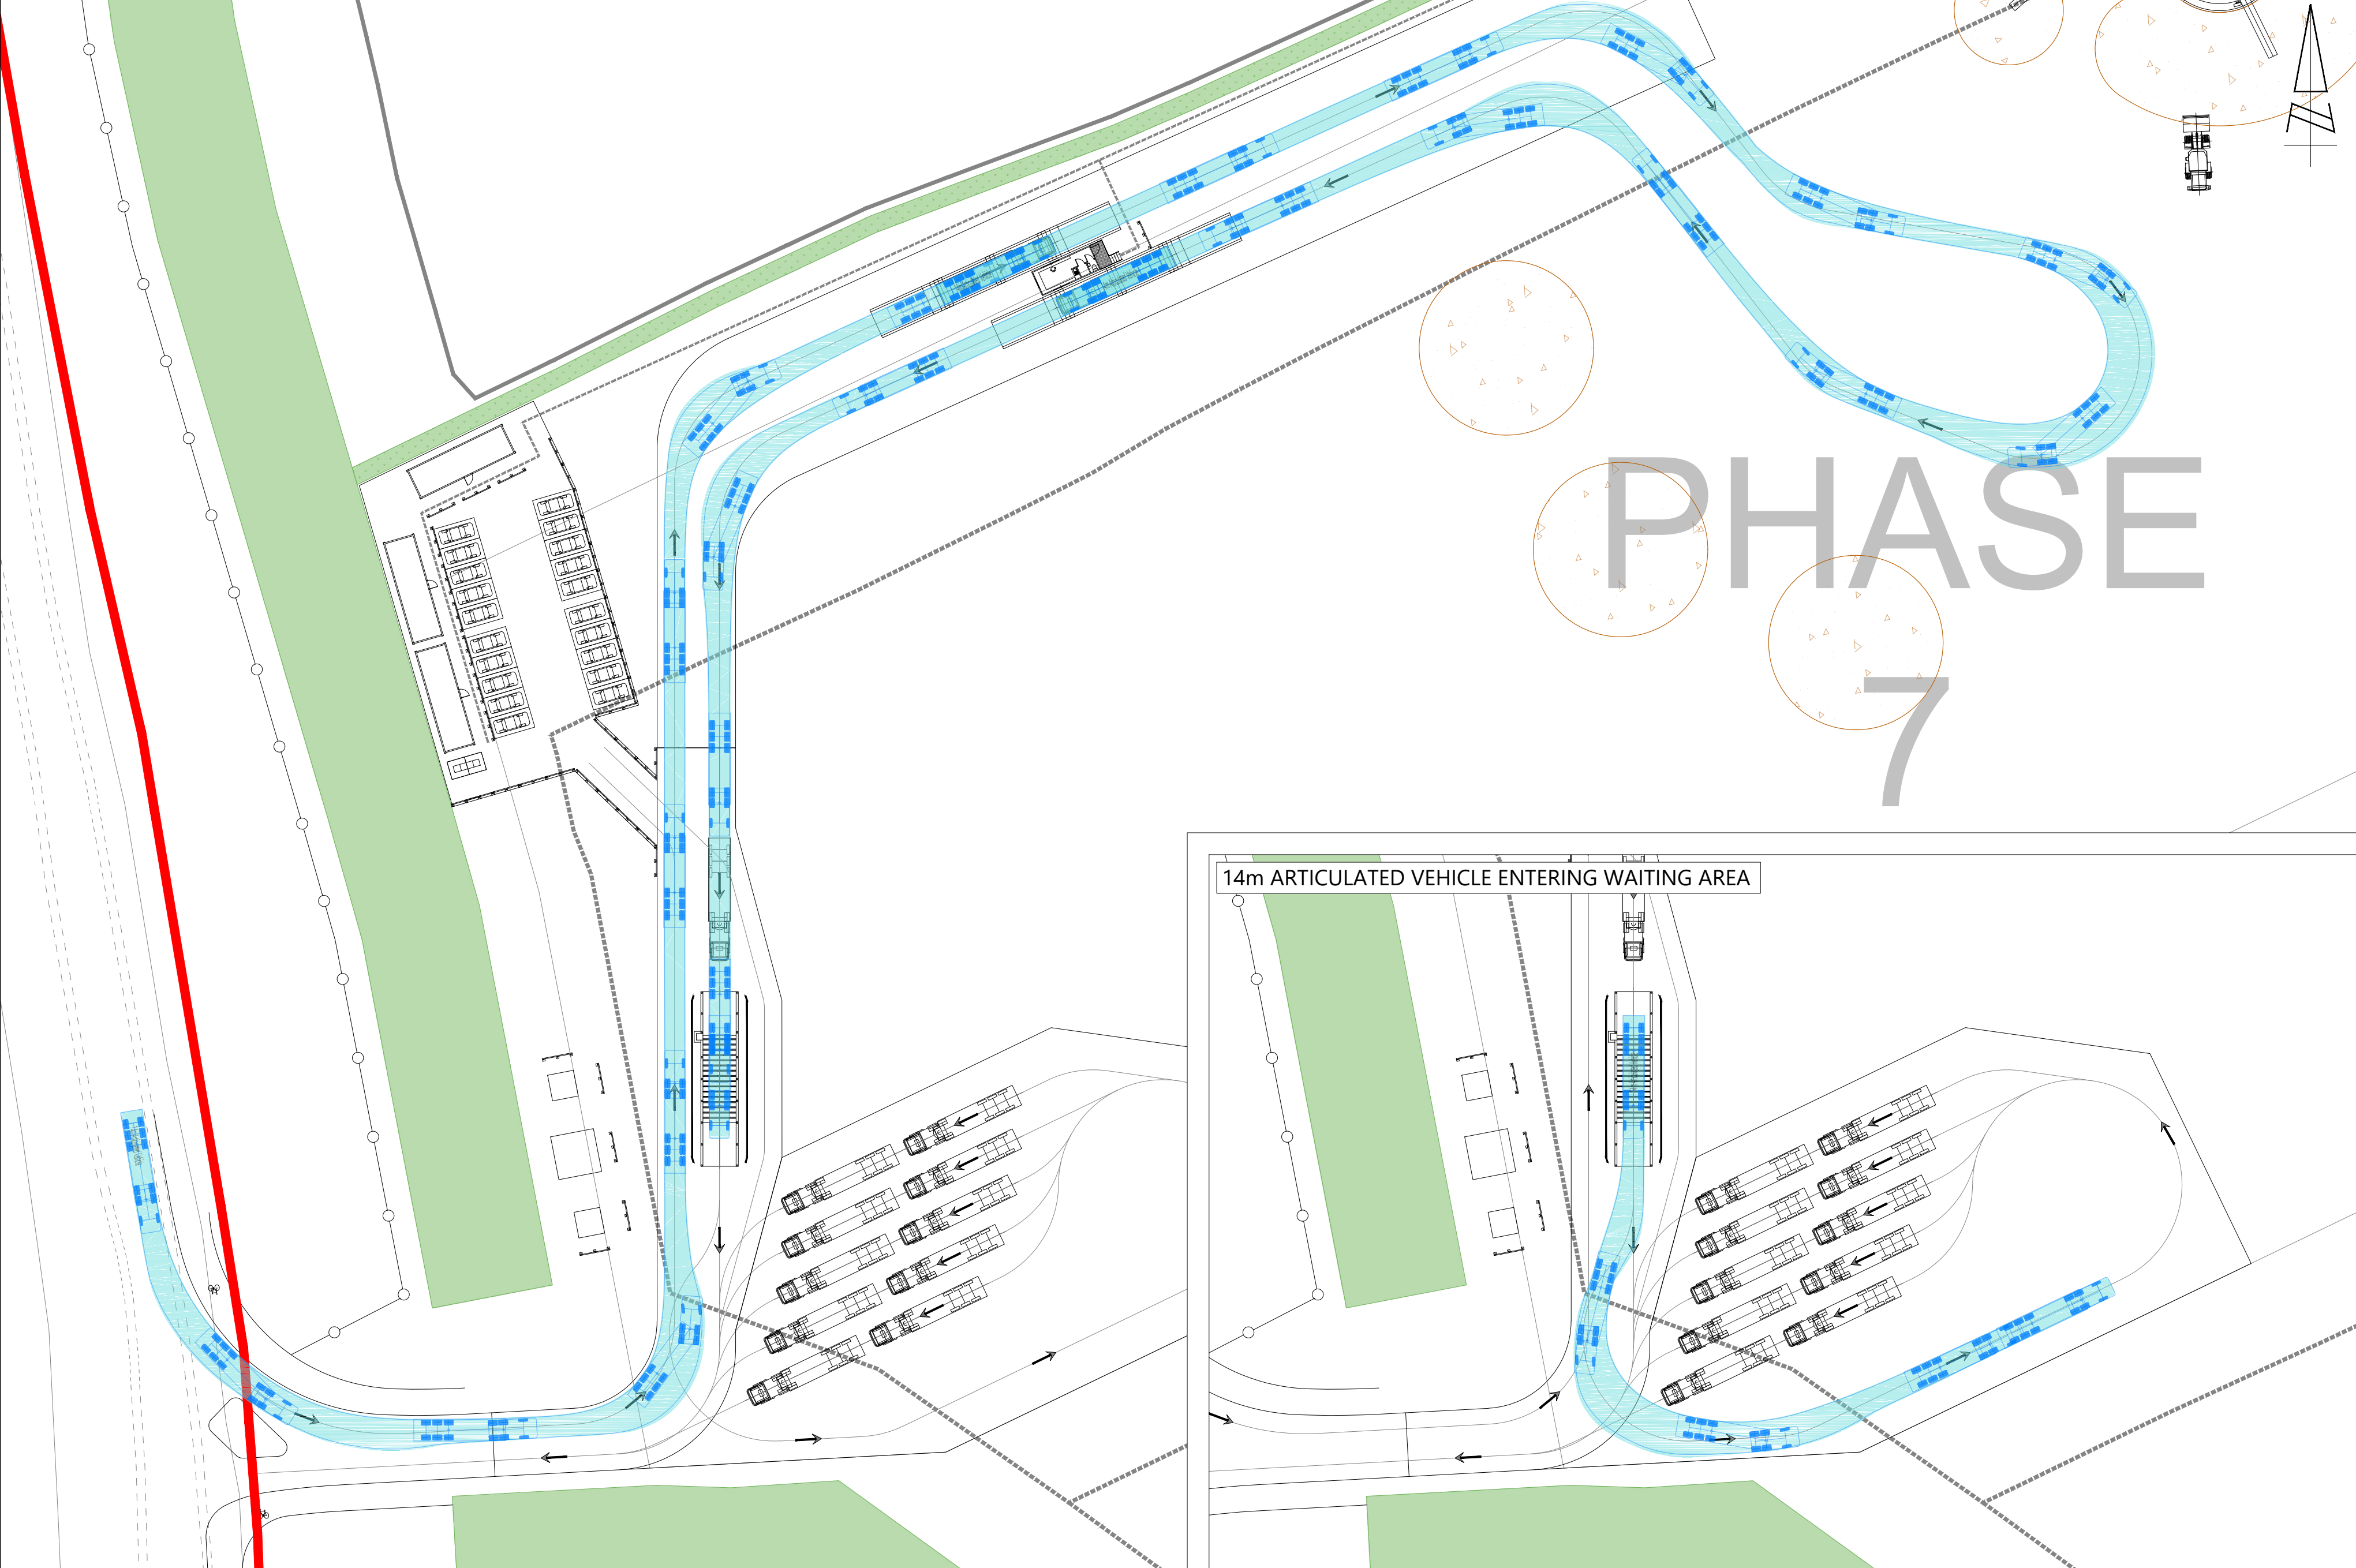 PHASE
7
14m ARTICULATED VEHICLE ENTERING WAITING AREA
N